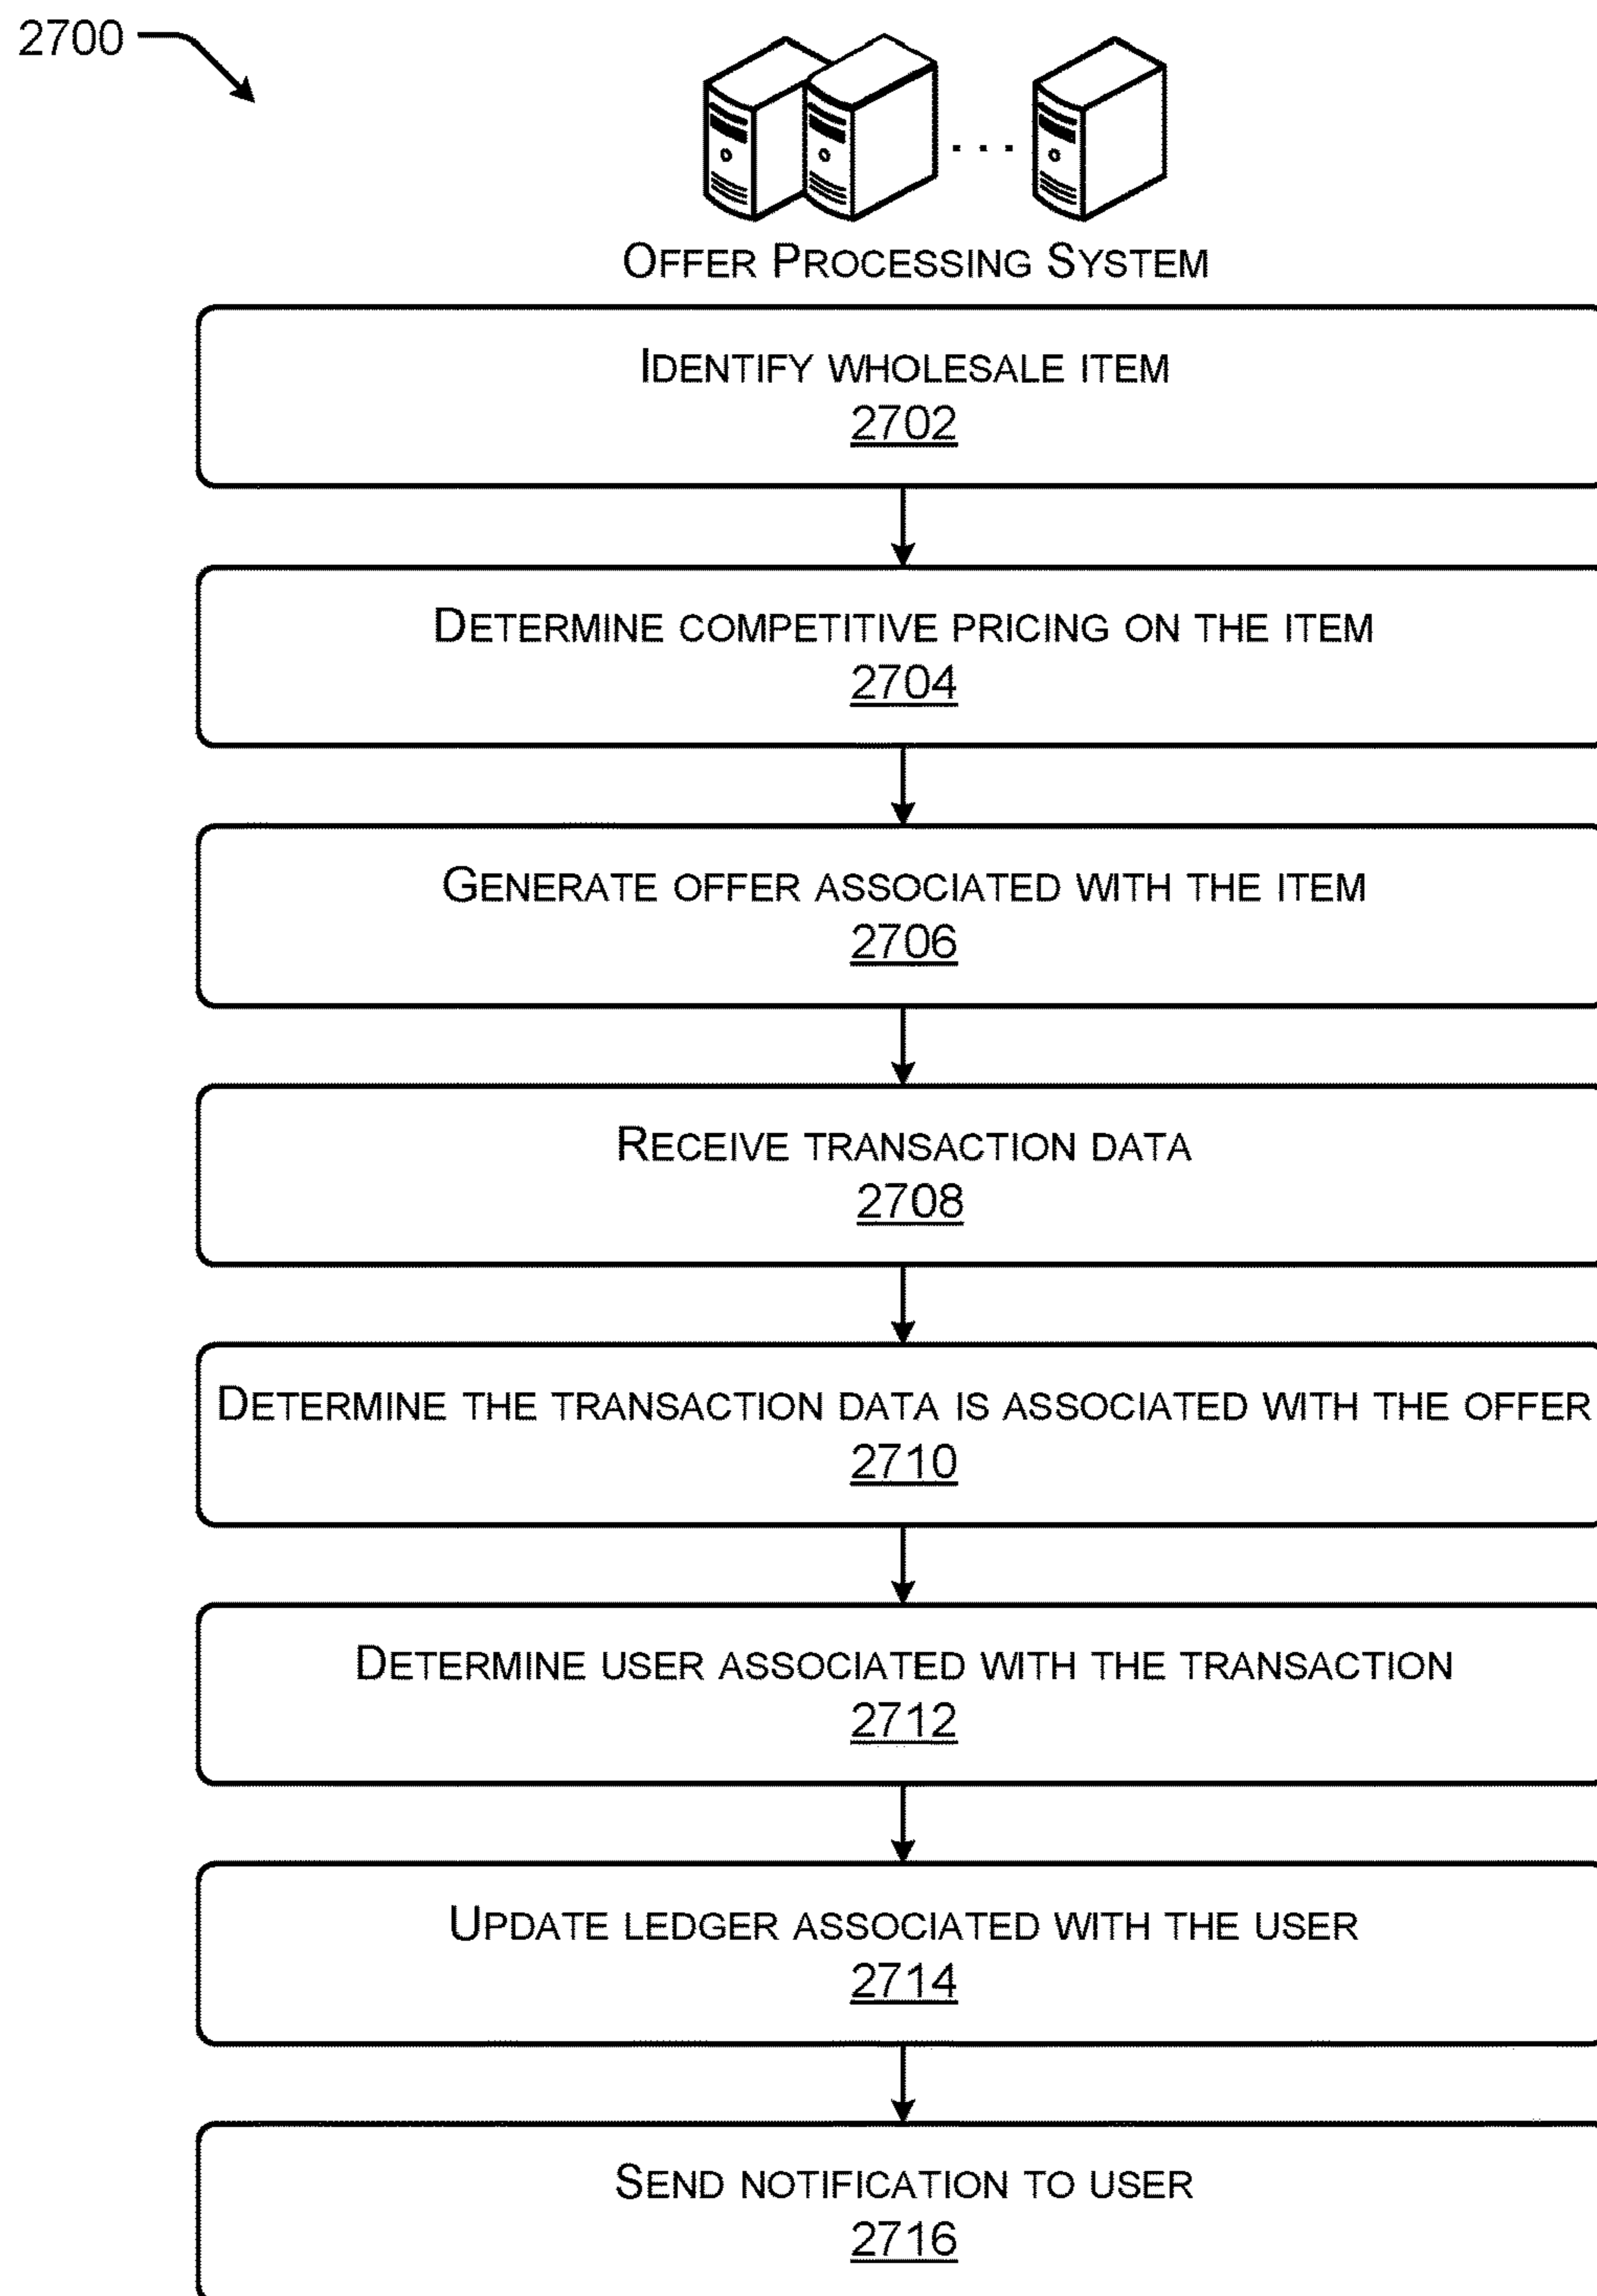 2700
OFFER PROCESSING SYSTEM
IDENTIFY WHOLESALE ITEM
2702
DETERMINE COMPETITIVE PRICING ON THE ITEM
2704
GENERATE OFFER ASSOCIATED WITH THE ITEM
2706
RECEIVE TRANSACTION DATA
2708
DETERMINE THE TRANSACTION DATA IS ASSOCIATED WITH THE OFFER
2710
DETERMINE USER ASSOCIATED WITH THE TRANSACTION
2712
UPDATE LEDGER ASSOCIATED WITH THE USER
2714
SEND NOTIFICATION TO USER
2716